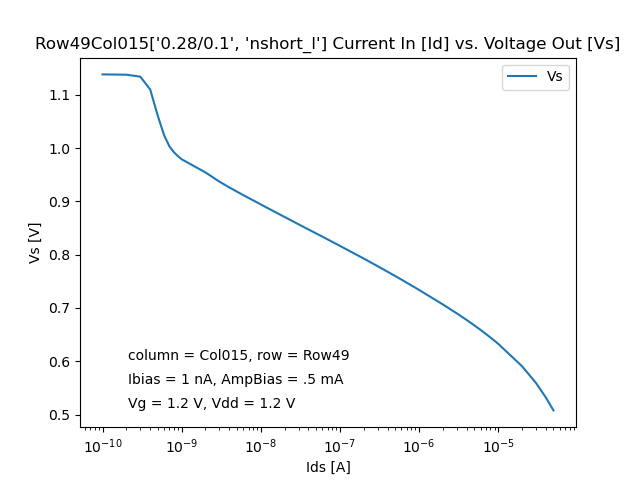 Row49Col015['0.28/0.1', 'nshort_l'] Current In [Id] vs. Voltage Out [Vs]
Vs
1.1
1.0
0.9
0.8
0.7
0.6
0.5
Vs [V]
column = Col015, row = Row49
Ibias = 1 nA, AmpBias = .5 mA
Vg = 1.2 V, Vdd = 1.2 V
10⁻¹⁰ 10⁻⁹ 10⁻⁸ 10⁻⁷ 10⁻⁶ 10⁻⁵
Ids [A]